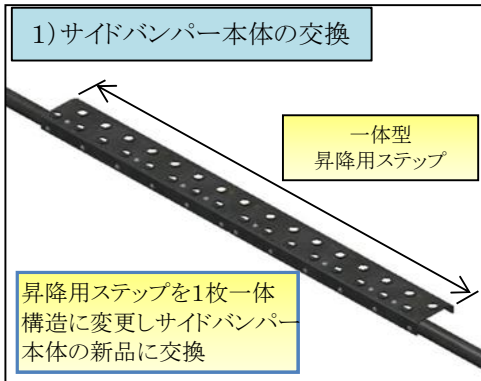 1)サイドバンパー本体の交換
一体型
昇降用ステップ
昇降用ステップを1枚一体
構造に変更しサイドバンパー
本体の新品に交換